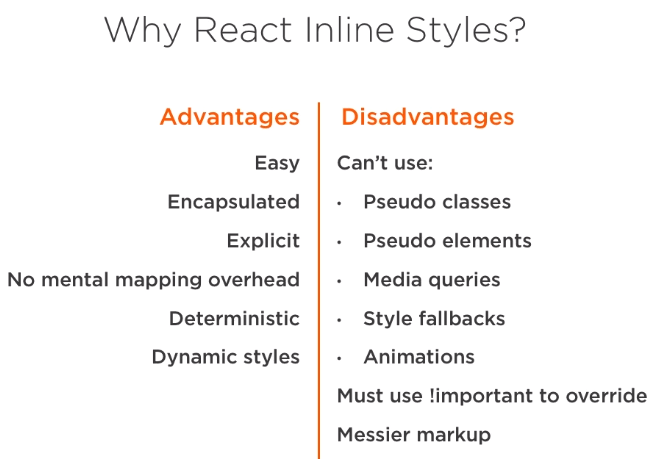 Why React Inline Styles?
Advantages
Easy
Encapsulated
Explicit
No mental mapping overhead
Deterministic
Dynamic styles
Disadvantages
Can't use:
• Pseudo classes
• Pseudo elements
• Media queries
• Style fallbacks
• Animations
Must use !important to override
Messier markup